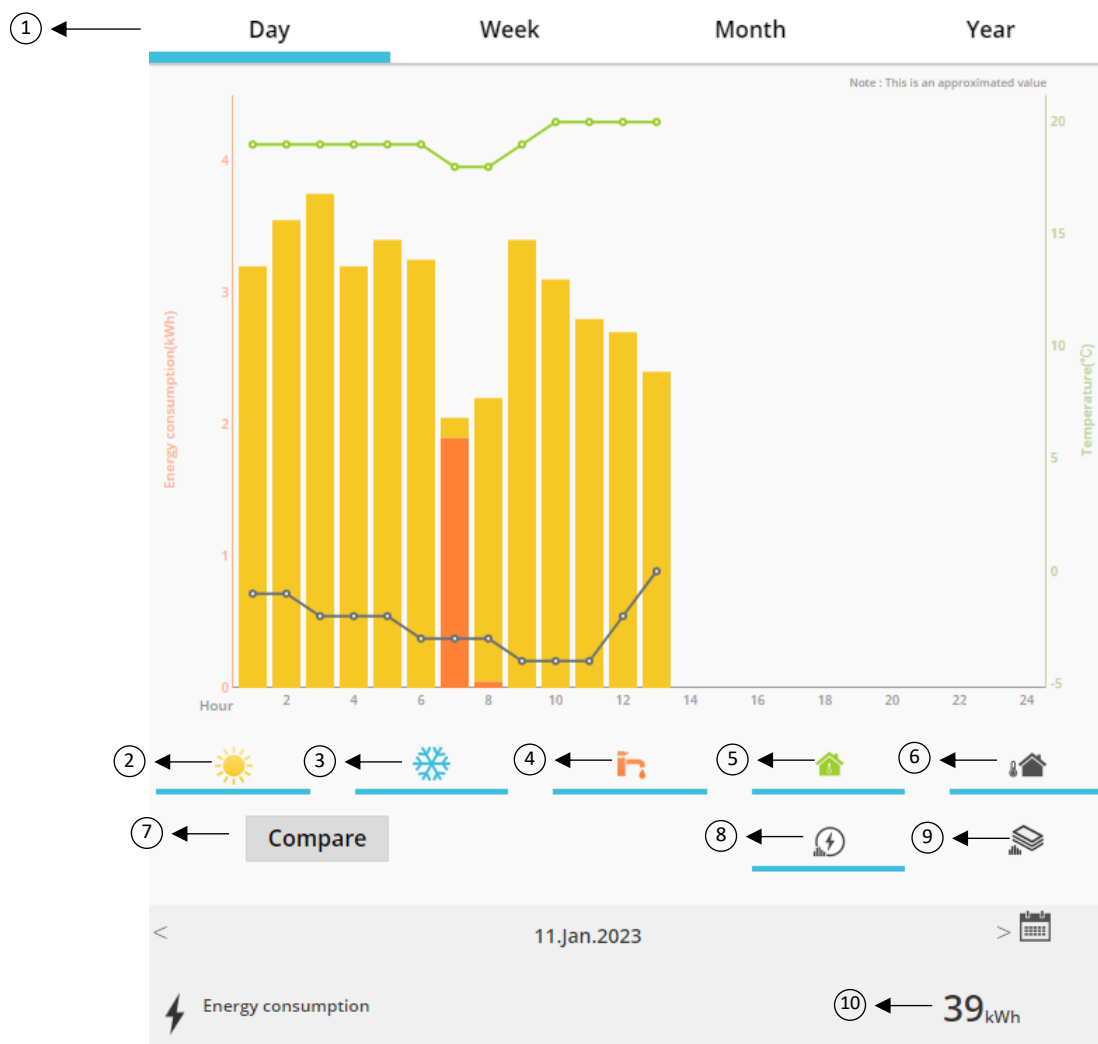 1
Day Week Month Year
Note : This is an approximated value
Energy consumption(kWh)
4
3
2
1
0
20
15
10
5
0
-5
Temperature(°C)
Hour 2 4 6 8 10 12 14 16 18 20 22 24
2 3 4 5 6
7 Compare 8 9
< 11.Jan.2023 >
Energy consumption 10 39kWh